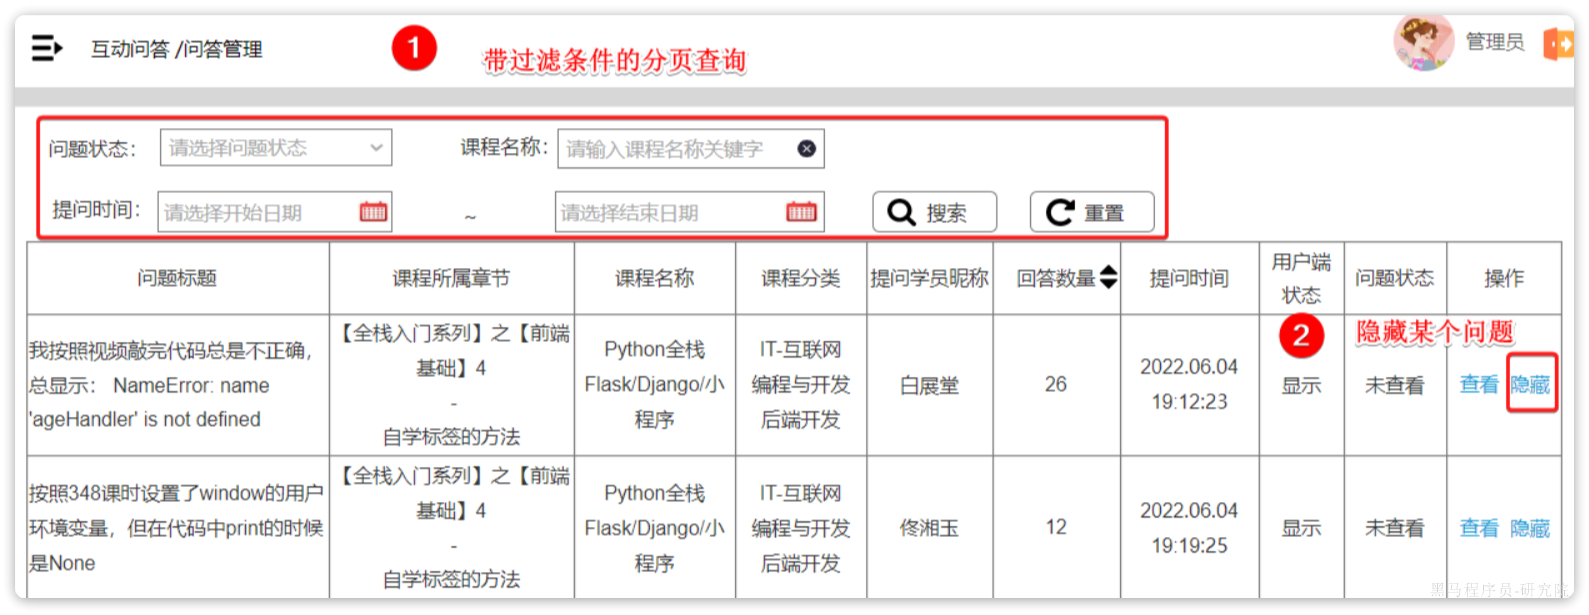 互动问答 /问答管理
1
带过滤条件的分页查询
管理员
问题状态：
请选择问题状态
课程名称：
请输入课程名称关键字
提问时间：
请选择开始日期
~
请选择结束日期
搜索
重置
问题标题
课程所属章节
课程名称
课程分类
提问学员昵称
回答数量
提问时间
用户端
状态
问题状态
操作
2
隐藏某个问题
我按照视频敲完代码总是不正确，
总显示： NameError: name
'ageHandler' is not defined
【全栈入门系列】之【前端
基础】4
-
自学标签的方法
Python全栈
Flask/Django/小
程序
IT-互联网
编程与开发
后端开发
白展堂
26
2022.06.04
19:12:23
显示
未查看
查看 隐藏
按照348课时设置了window的用户
环境变量，但在代码中print的时候
是None
【全栈入门系列】之【前端
基础】4
-
自学标签的方法
Python全栈
Flask/Django/小
程序
IT-互联网
编程与开发
后端开发
佟湘玉
12
2022.06.04
19:19:25
显示
未查看
查看 隐藏
黑马程序员-研究院